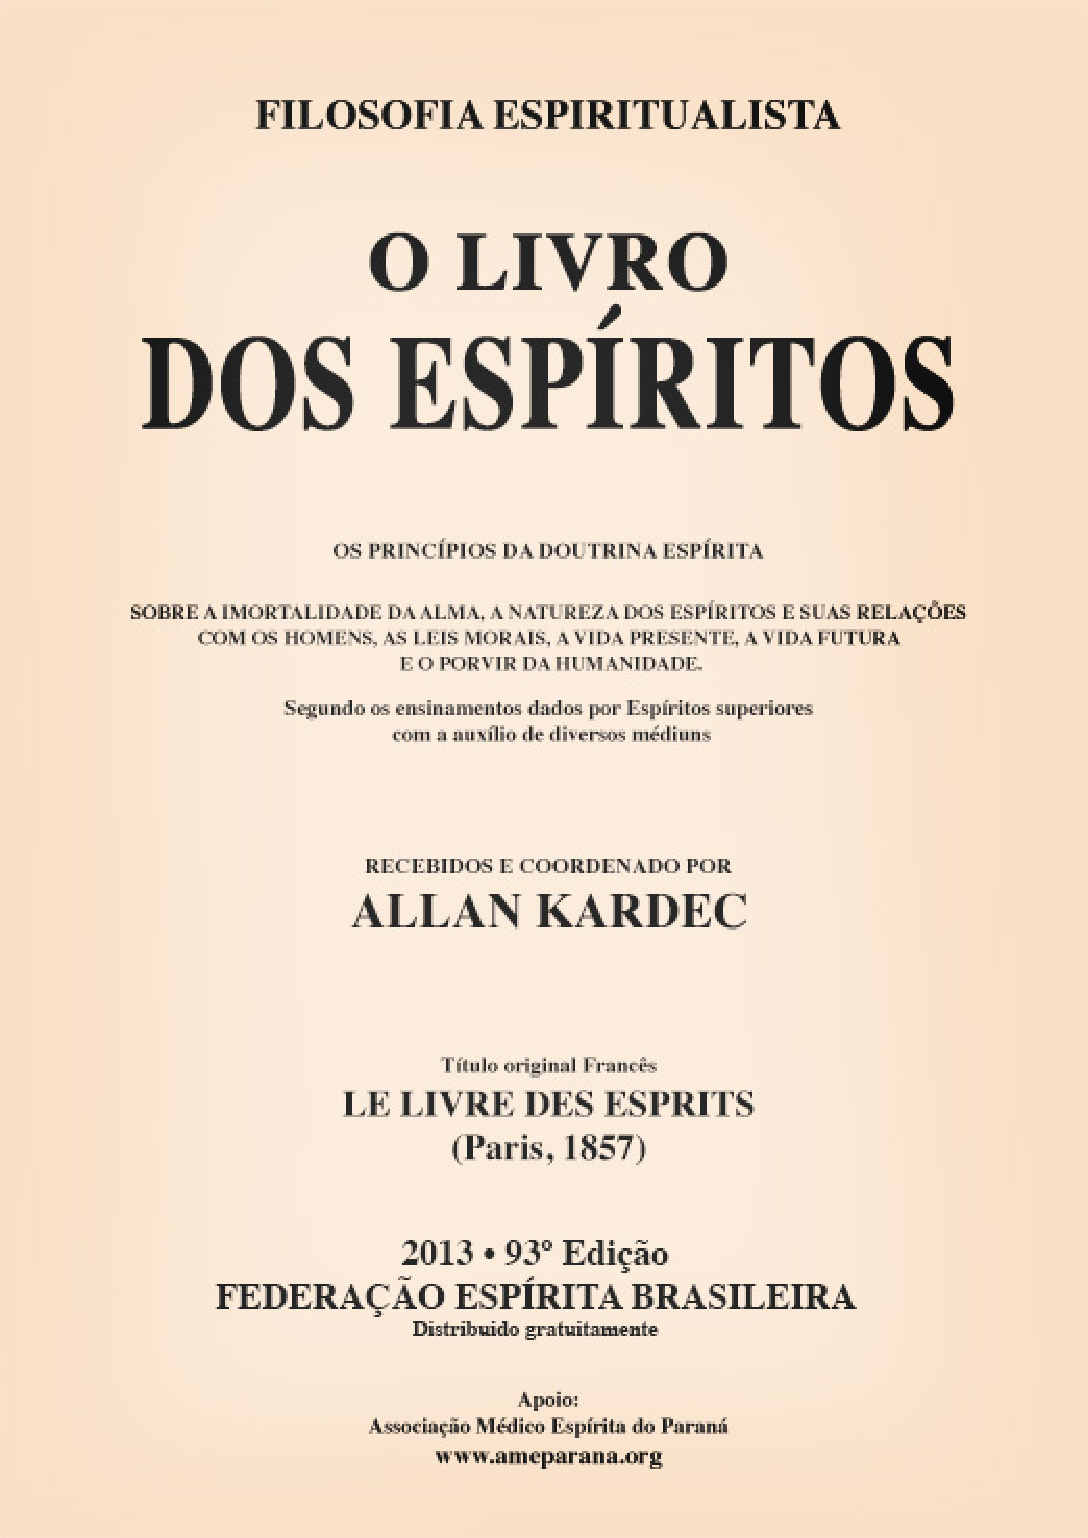 FILOSOFIA ESPIRITUALISTA
O LIVRO
DOS ESPÍRITOS
OS PRINCÍPIOS DA DOUTRINA ESPÍRITA
SOBRE A IMORTALIDADE DA ALMA, A NATUREZA DOS ESPÍRITOS E SUAS RELAÇÕES
COM OS HOMENS, AS LEIS MORAIS, A VIDA PRESENTE, A VIDA FUTURA
E O PORVIR DA HUMANIDADE.
Segundo os ensinamentos dados por Espíritos superiores
com a auxílio de diversos médiuns
RECEBIDOS E COORDENADO POR
ALLAN KARDEC
Título original Francês
LE LIVRE DES ESPRITS
(Paris, 1857)
2013 • 93º Edição
FEDERAÇÃO ESPÍRITA BRASILEIRA
Distribuido gratuitamente
Apoio:
Associação Médico Espírita do Paraná
www.ameparana.org